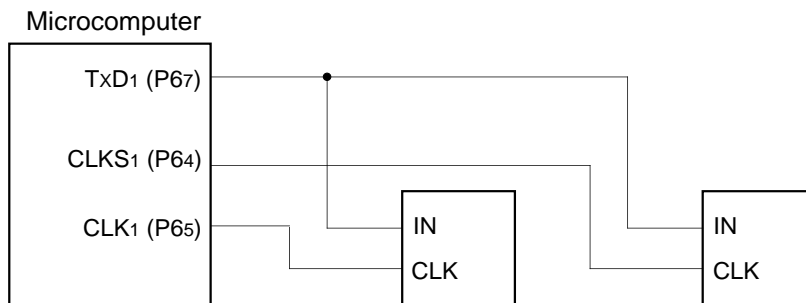 Microcomputer
TXD1 (P67)
CLKS1 (P64)
CLK1 (P65)
IN
CLK
IN
CLK